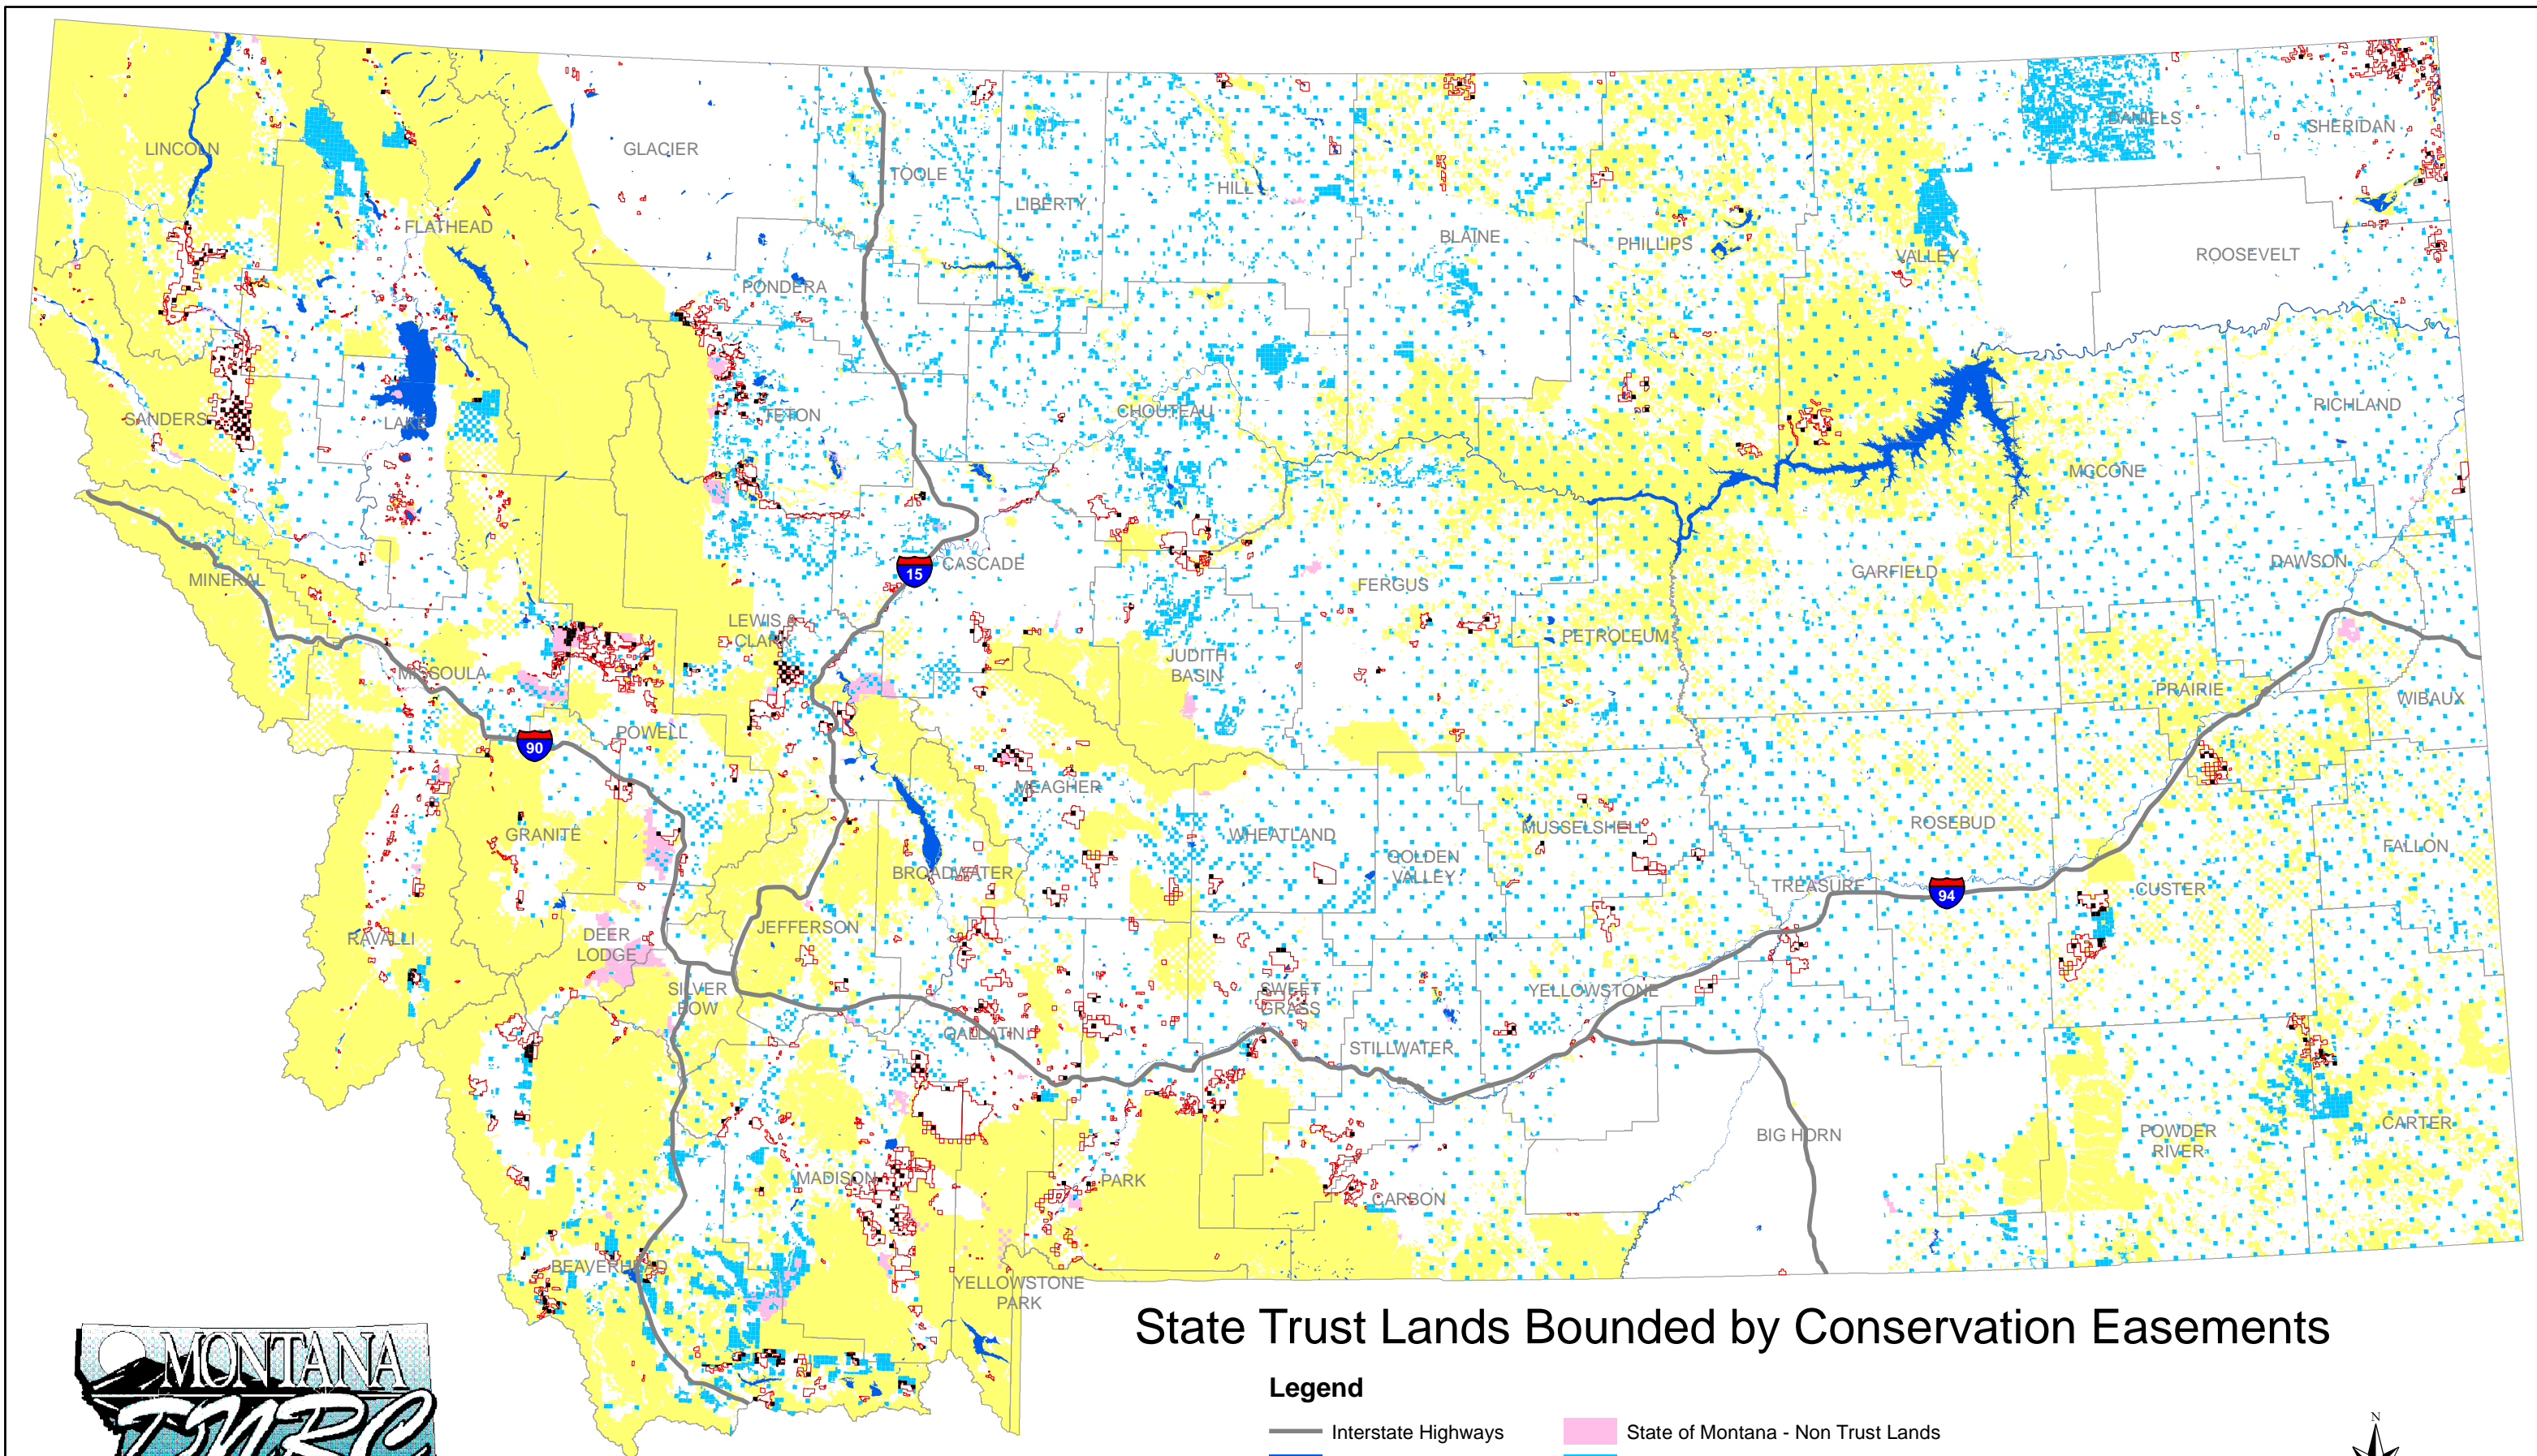 LINCOLN
GLACIER
TOOLE
LIBERTY
HILL
BLAINE
PHILLIPS
VALLEY
DANIELS
SHERIDAN
ROOSEVELT
FLATHEAD
PONDERA
SANDERS
LAKE
TETON
CHOUTEAU
RICHLAND
MCCONE
MINERAL
15
CASCADE
FERGUS
GARFIELD
DAWSON
LEWIS &
CLARK
PETROLEUM
JUDITH
BASIN
MISSOULA
PRAIRIE
WIBAUX
POWELL
90
MEAGHER
GRANITE
BROADWATER
WHEATLAND
GOLDEN
VALLEY
MUSSELSHELL
ROSEBUD
TREASURE
94
CUSTER
FALLON
RAVALLI
DEER
LODGE
JEFFERSON
SILVER
BOW
GALLATIN
SWEET
GRASS
STILLWATER
YELLOWSTONE
BIG HORN
POWDER
RIVER
CARTER
MADISON
PARK
CARBON
BEAVERHEAD
YELLOWSTONE
PARK
State Trust Lands Bounded by Conservation Easements
Legend
Interstate Highways
State of Montana - Non Trust Lands
N
MONTANA
DNRC